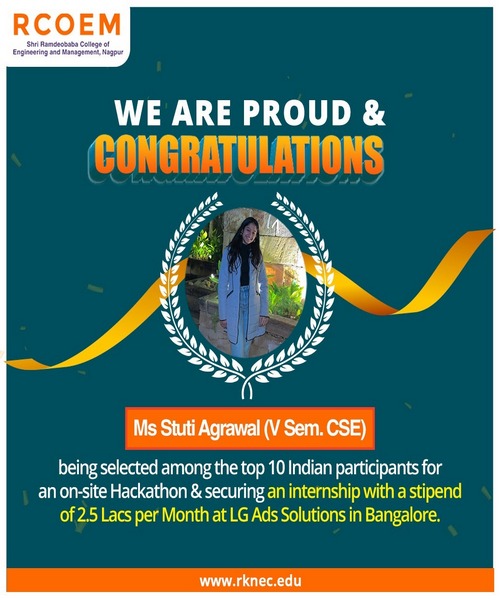 RCOEM
Shri Ramdeobaba College of
Engineering and Management, Nagpur
WE ARE PROUD &
CONGRATULATIONS
Ms Stuti Agrawal (V Sem. CSE)
being selected among the top 10 Indian participants for
an on-site Hackathon & securing an internship with a stipend
of 2.5 Lacs per Month at LG Ads Solutions in Bangalore.
www.rknec.edu